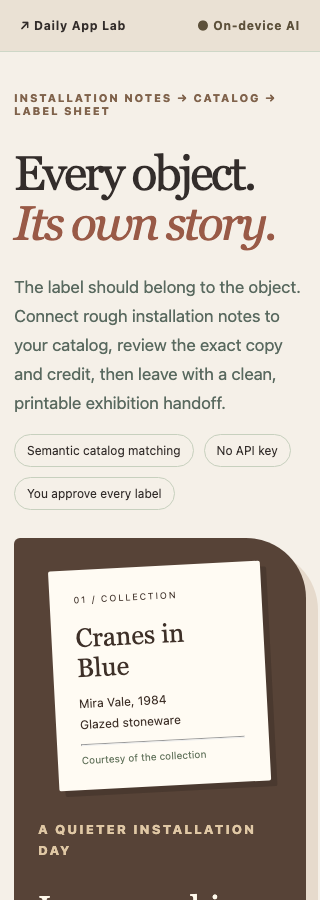 ↗ Daily App Lab
On-device AI
INSTALLATION NOTES → CATALOG →
LABEL SHEET
Every object.
Its own story.
The label should belong to the object.
Connect rough installation notes to
your catalog, review the exact copy
and credit, then leave with a clean,
printable exhibition handoff.
Semantic catalog matching
No API key
You approve every label
01 / COLLECTION
Cranes in
Blue
Mira Vale, 1984
Glazed stoneware
Courtesy of the collection
A QUIETER INSTALLATION
DAY